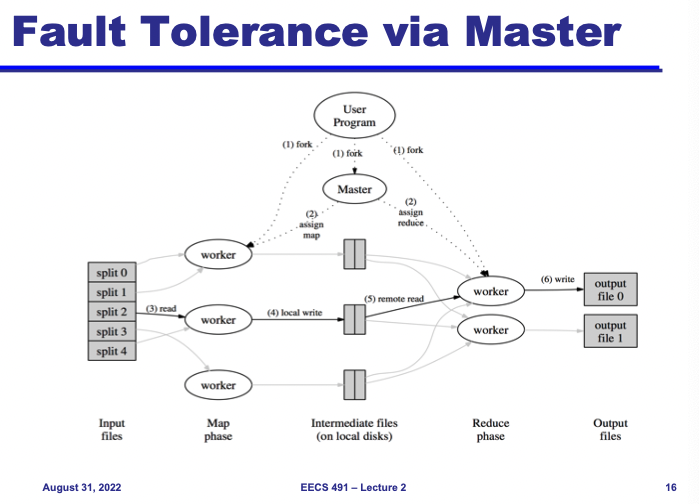 Fault Tolerance via Master
User
Program
(1) fork
(1) fork
(1) fork
Master
(2)
assign
map
(2)
assign
reduce
worker
split 0
split 1
split 2
split 3
split 4
(3) read
worker
(4) local write
(5) remote read
worker
(6) write
output
file 0
worker
output
file 1
worker
Input
files
Map
phase
Intermediate files
(on local disks)
Reduce
phase
Output
files
August 31, 2022
EECS 491 – Lecture 2
16